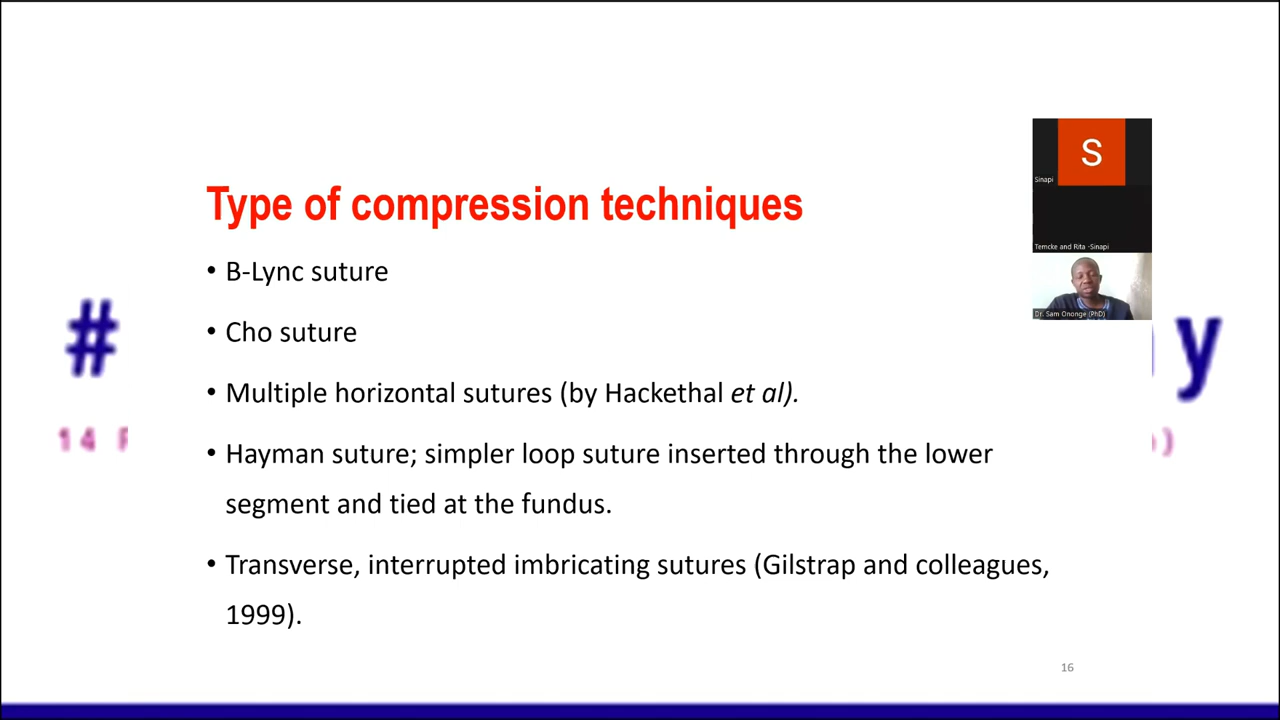 Type of compression techniques
• B-Lync suture
• Cho suture
• Multiple horizontal sutures (by Hackethal et al).
• Hayman suture; simpler loop suture inserted through the lower
segment and tied at the fundus.
• Transverse, interrupted imbricating sutures (Gilstrap and colleagues,
1999).
16
S
Sinapi
Temcke and Rita -Sinapi
Dr. Sam Ononge (PhD)
#
y
14
)